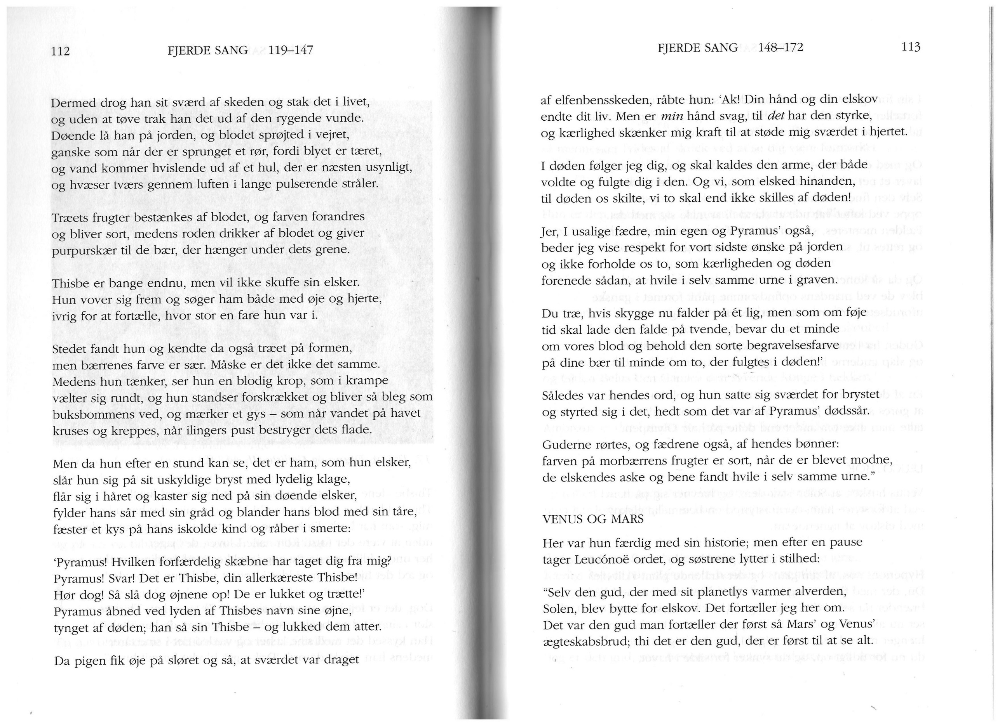 112 FJERDE SANG 119–147
Dermed drog han sit sværd af skeden og stak det i livet,
og uden at tøve trak han det ud af den rygende vunde.
Døende lå han på jorden, og blodet sprøjted i vejret,
ganske som når der er sprunget et rør, fordi blyet er tæret,
og vand kommer hvislende ud af et hul, der er næsten usynligt,
og hvæser tværs gennem luften i lange pulserende stråler.
Træets frugter bestænkes af blodet, og farven forandres
og bliver sort, medens roden drikker af blodet og giver
purpurskær til de bær, der hænger under dets grene.
Thisbe er bange endnu, men vil ikke skuffe sin elsker.
Hun vover sig frem og søger ham både med øje og hjerte,
ivrig for at fortælle, hvor stor en fare hun var i.
Stedet fandt hun og kendte da også træet på formen,
men bærrenes farve er sær. Måske er det ikke det samme.
Medens hun tænker, ser hun en blodig krop, som i krampe
vælter sig rundt, og hun standser forskrækket og bliver så bleg som
buksbommens ved, og mærker et gys – som når vandet på havet
kruses og kreppes, når ilingers pust bestryger dets flade.
Men da hun efter en stund kan se, det er ham, som hun elsker,
slår hun sig på sit uskyldige bryst med lydelig klage,
flår sig i håret og kaster sig ned på sin døende elsker,
fylder hans sår med sin gråd og blander hans blod med sin tåre,
fæster et kys på hans iskolde kind og råber i smerte:
‘Pyramus! Hvilken forfærdelig skæbne har taget dig fra mig?
Pyramus! Svar! Det er Thisbe, din allerkæreste Thisbe!
Hør dog! Så slå dog øjnene op! De er lukket og trætte!’
Pyramus åbned ved lyden af Thisbes navn sine øjne,
tynget af døden; han så sin Thisbe – og lukked dem atter.
Da pigen fik øje på sløret og så, at sværdet var draget
FJERDE SANG 148–172 113
af elfenbensskeden, råbte hun: ‘Ak! Din hånd og din elskov
endte dit liv. Men er min hånd svag, til det har den styrke,
og kærlighed skænker mig kraft til at støde mig sværdet i hjertet.
I døden følger jeg dig, og skal kaldes den arme, der både
voldte og fulgte dig i den. Og vi, som elsked hinanden,
til døden os skilte, vi to skal end ikke skilles af døden!
Jer, I usalige fædre, min egen og Pyramus’ også,
beder jeg vise respekt for vort sidste ønske på jorden
og ikke forholde os to, som kærligheden og døden
forenede sådan, at hvile i selv samme urne i graven.
Du træ, hvis skygge nu falder på ét lig, men som om føje
tid skal lade den falde på tvende, bevar du et minde
om vores blod og behold den sorte begravelsesfarve
på dine bær til minde om to, der fulgtes i døden!’
Således var hendes ord, og hun satte sig sværdet for brystet
og styrted sig i det, hedt som det var af Pyramus’ dødssår.
Guderne rørtes, og fædrene også, af hendes bønner:
farven på morbærrens frugter er sort, når de er blevet modne,
de elskendes aske og bene fandt hvile i selv samme urne.”
VENUS OG MARS
Her var hun færdig med sin historie; men efter en pause
tager Leucónoë ordet, og søstrene lytter i stilhed:
“Selv den gud, der med sit planetlys varmer alverden,
Solen, blev bytte for elskov. Det fortæller jeg her om.
Det var den gud man fortæller der først så Mars’ og Venus’
ægteskabsbrud; thi det er den gud, der er først til at se alt.